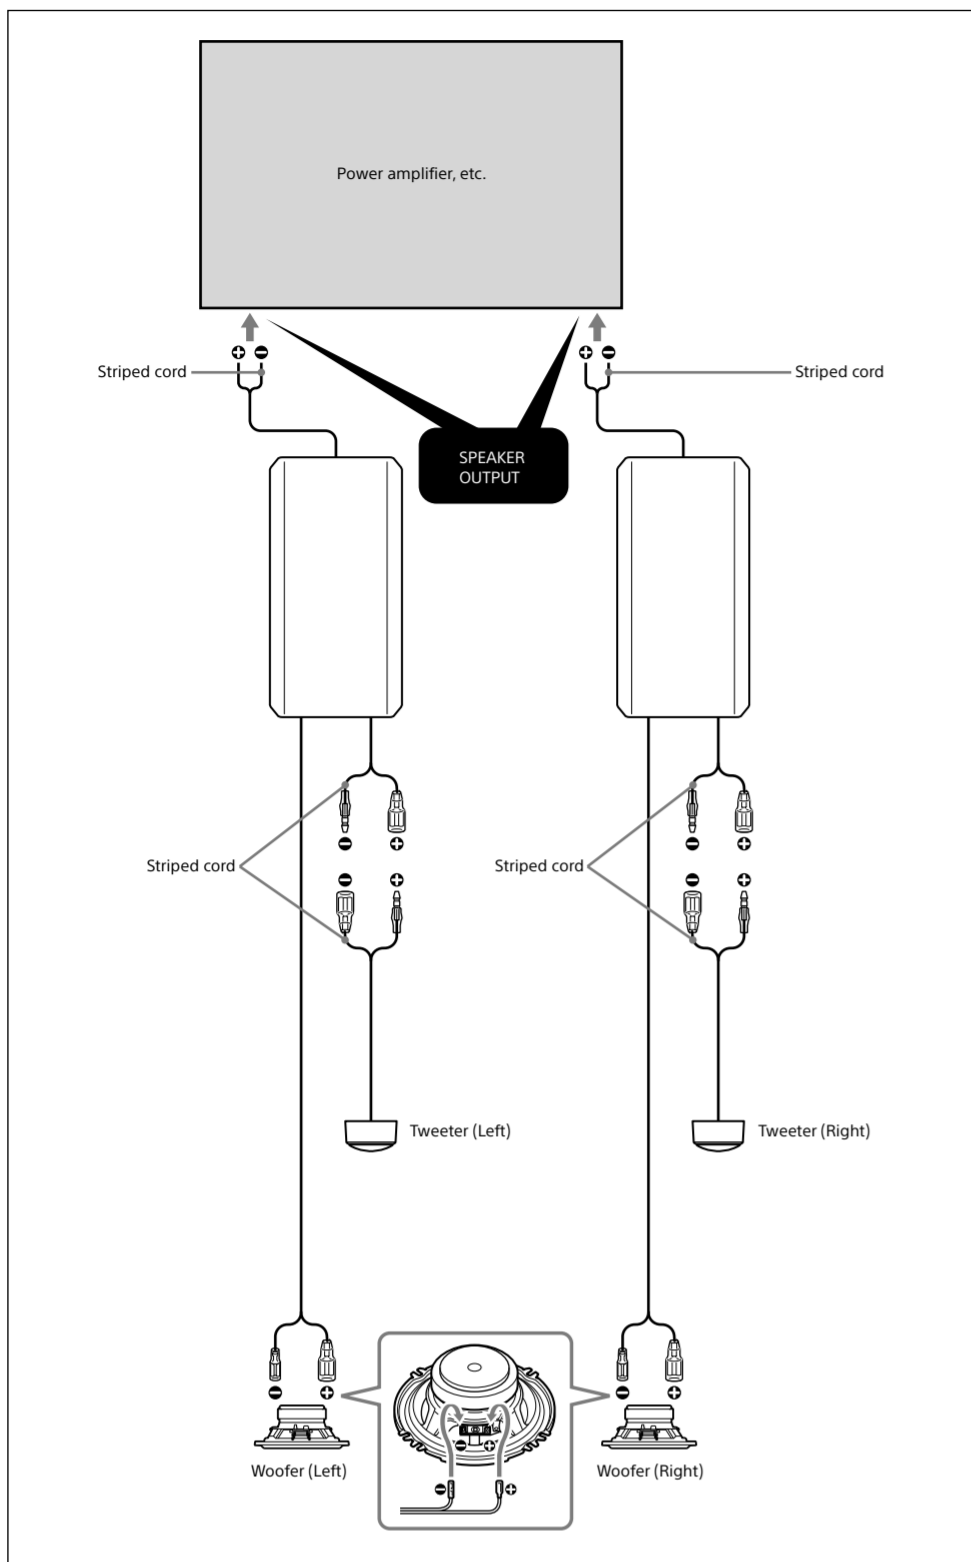 Power amplifier, etc.
Striped cord
Striped cord
SPEAKER
OUTPUT
Striped cord
Striped cord
Tweeter (Left)
Tweeter (Right)
Woofer (Left)
Woofer (Right)